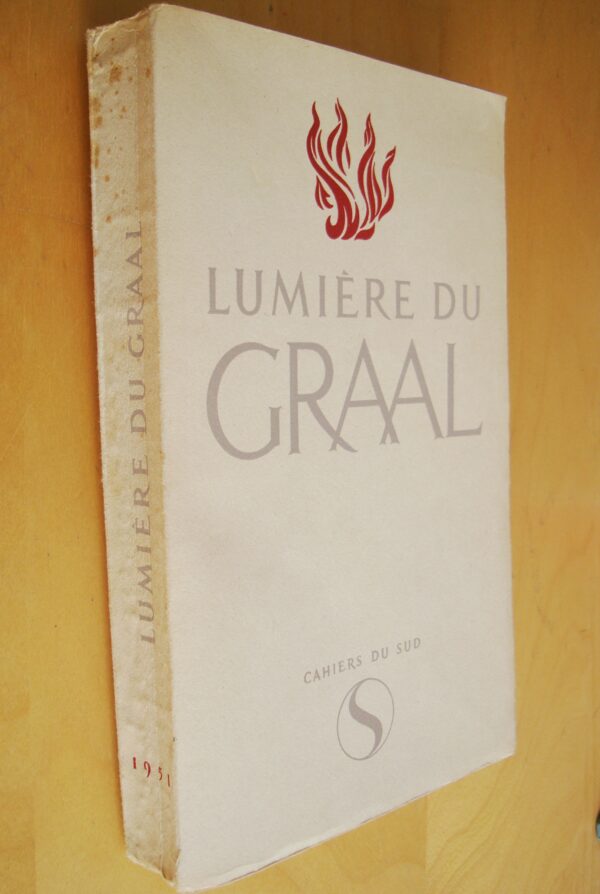 LUMIÈRE DU
GRAAL
CAHIERS DU SUD
S
LUMIÈRE DU GRAAL
1951